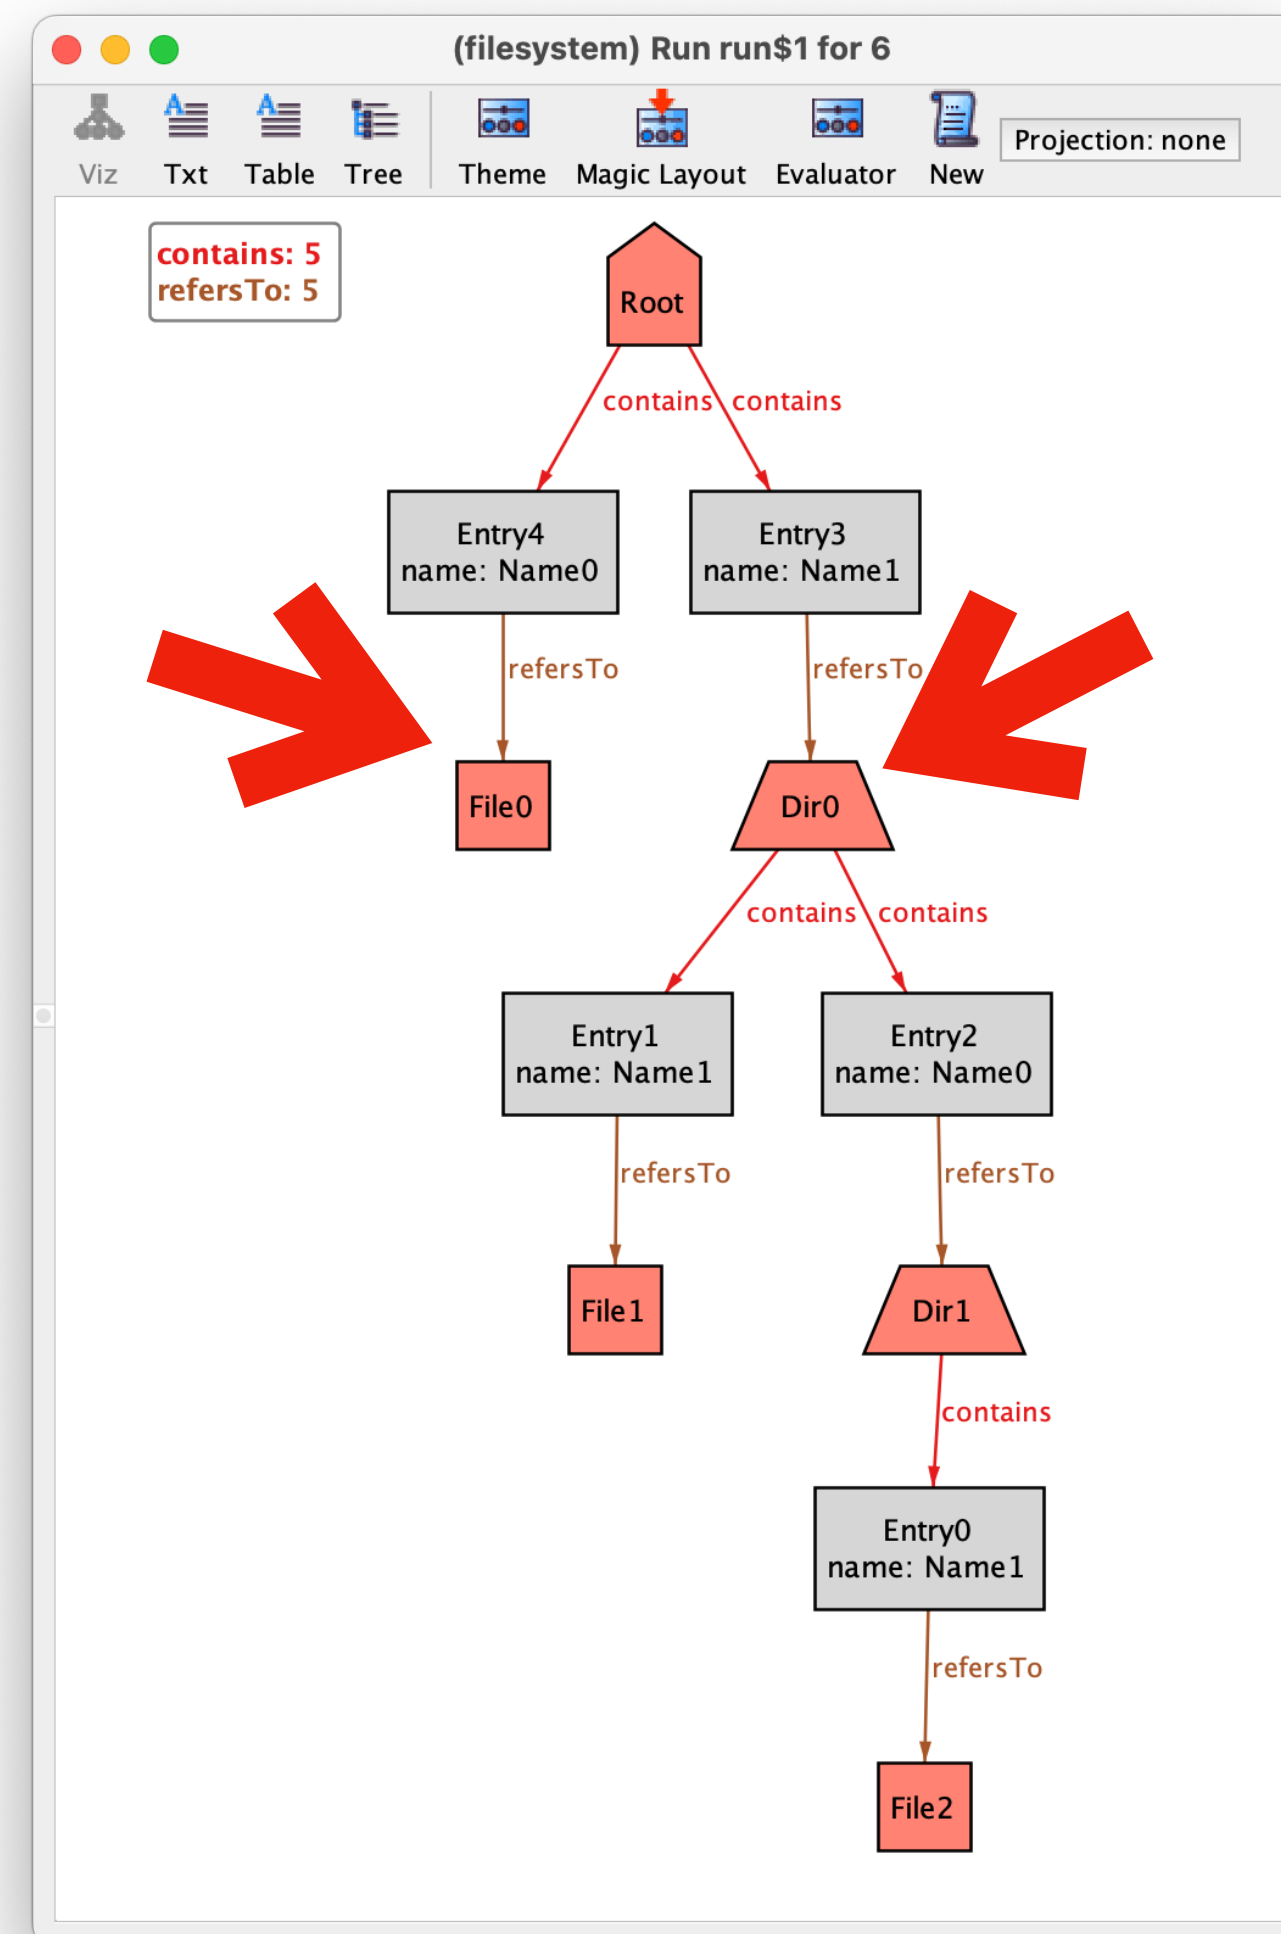 (filesystem) Run run$1 for 6
Viz Txt Table Tree Theme Magic Layout Evaluator New Projection: none
contains: 5
refersTo: 5
Root
contains contains
Entry4
name: Name0
Entry3
name: Name1
refersTo refersTo
File0 Dir0
contains contains
Entry1
name: Name1
Entry2
name: Name0
refersTo refersTo
File1 Dir1
contains
Entry0
name: Name1
refersTo
File2